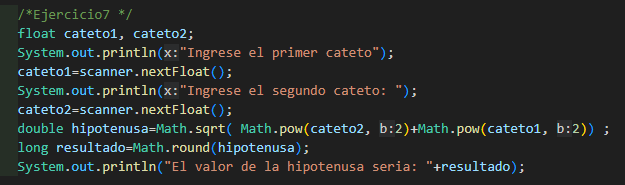 /*Ejercicio7 */
float cateto1, cateto2;
System.out.println(x:"Ingrese el primer cateto");
cateto1=scanner.nextFloat();
System.out.println(x:"Ingrese el segundo cateto: ");
cateto2=scanner.nextFloat();
double hipotenusa=Math.sqrt( Math.pow(cateto2, b:2)+Math.pow(cateto1, b:2)) ;
long resultado=Math.round(hipotenusa);
System.out.println("El valor de la hipotenusa seria: "+resultado);